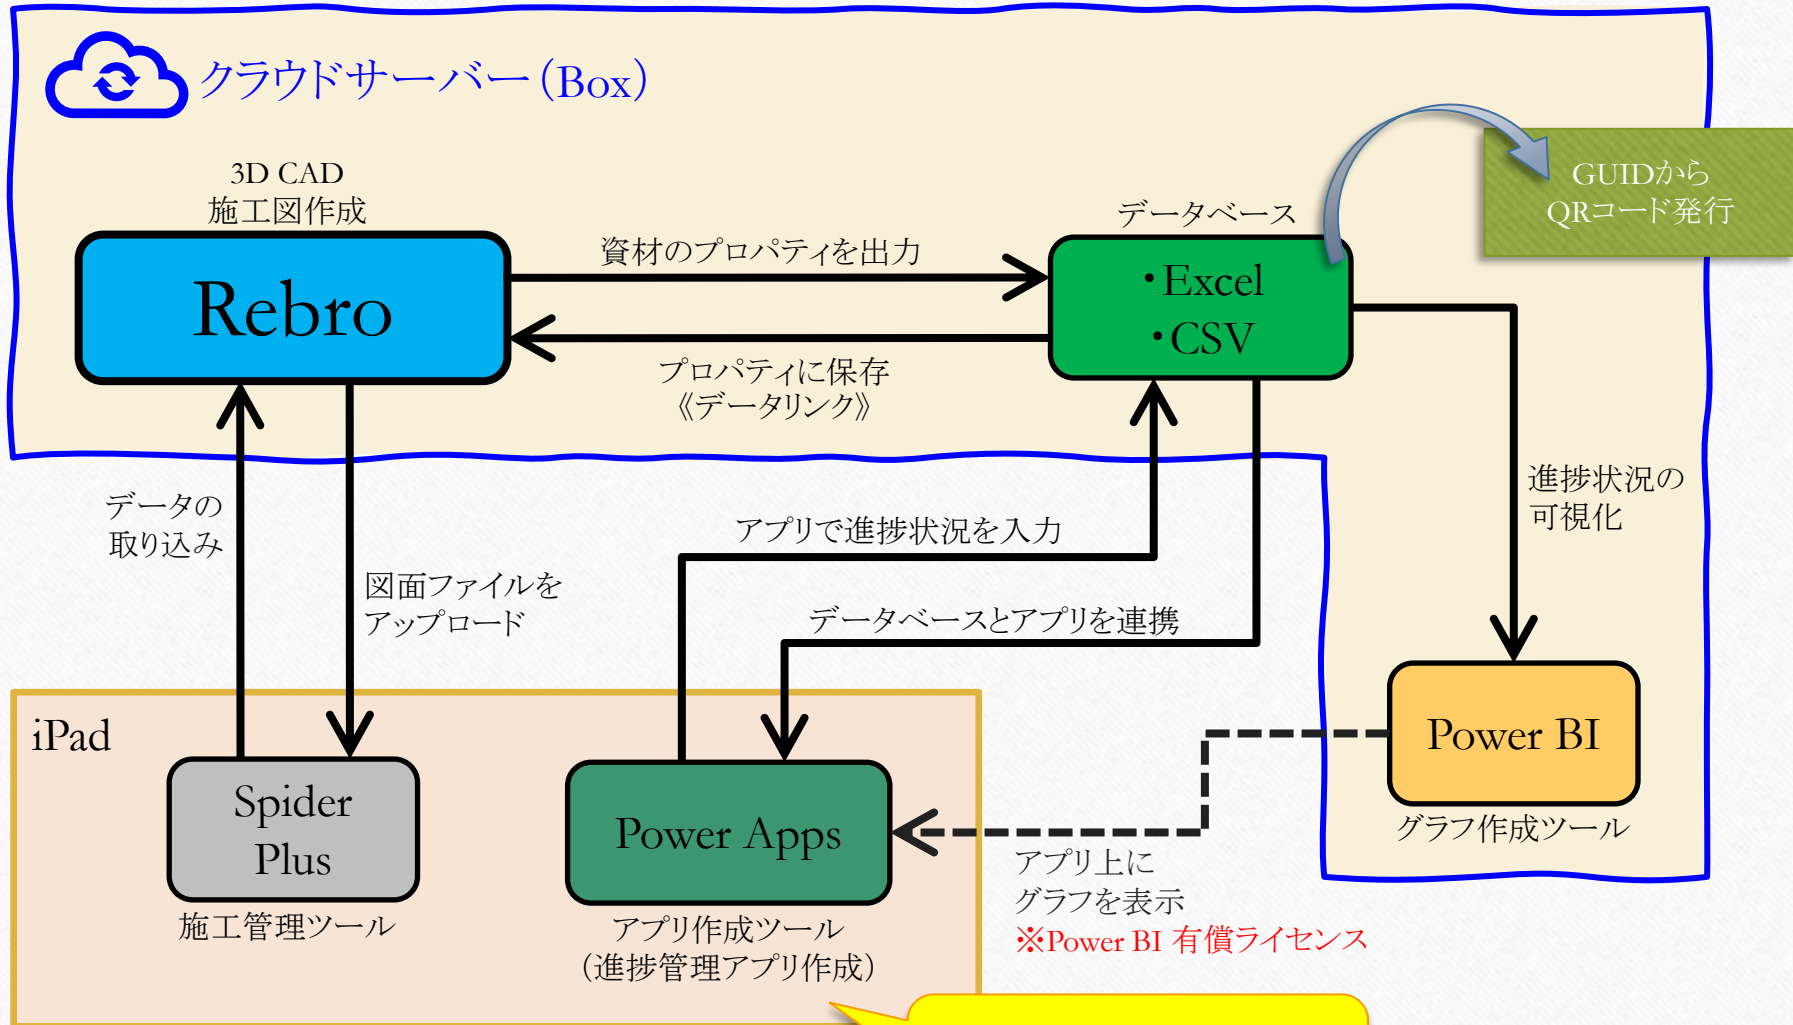 クラウドサーバー（Box）
3D CAD
施工図作成
Rebro
資材のプロパティを出力
プロパティに保存
《データリンク》
データベース
・Excel
・CSV
GUIDから
QRコード発行
データの
取り込み
図面ファイルを
アップロード
アプリで進捗状況を入力
データベースとアプリを連携
進捗状況の
可視化
iPad
Spider
Plus
施工管理ツール
Power Apps
アプリ作成ツール
（進捗管理アプリ作成）
Power BI
グラフ作成ツール
アプリ上に
グラフを表示
※Power BI 有償ライセンス